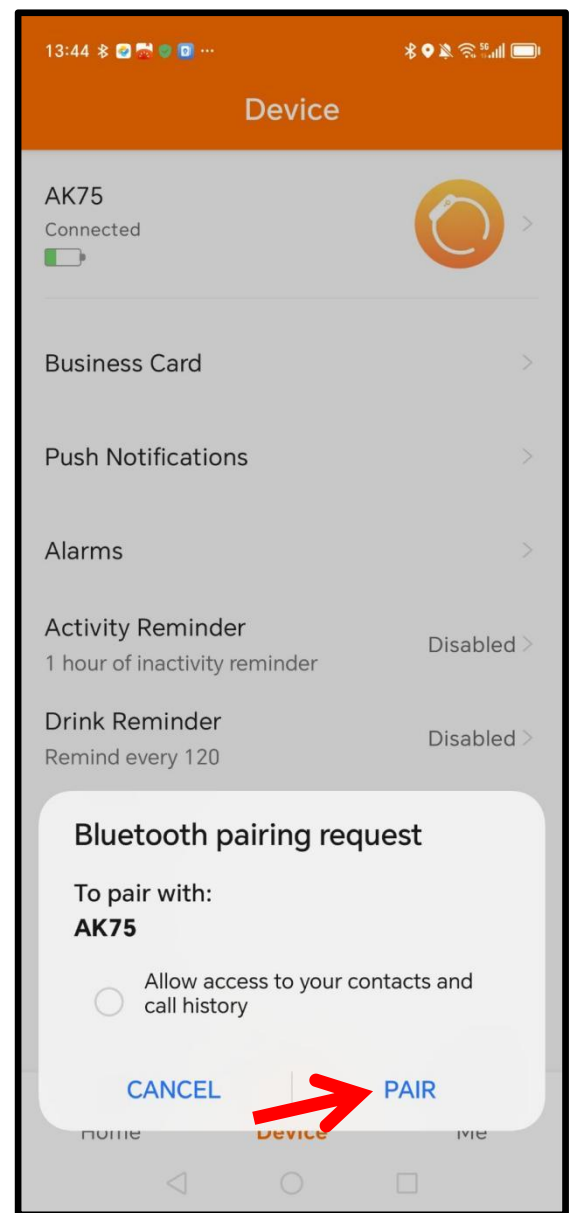 13:44
Device
AK75
Connected
Business Card
Push Notifications
Alarms
Activity Reminder
1 hour of inactivity reminder
Disabled
Drink Reminder
Remind every 120
Disabled
Bluetooth pairing request
To pair with:
AK75
Allow access to your contacts and
call history
CANCEL PAIR
Home Device Me